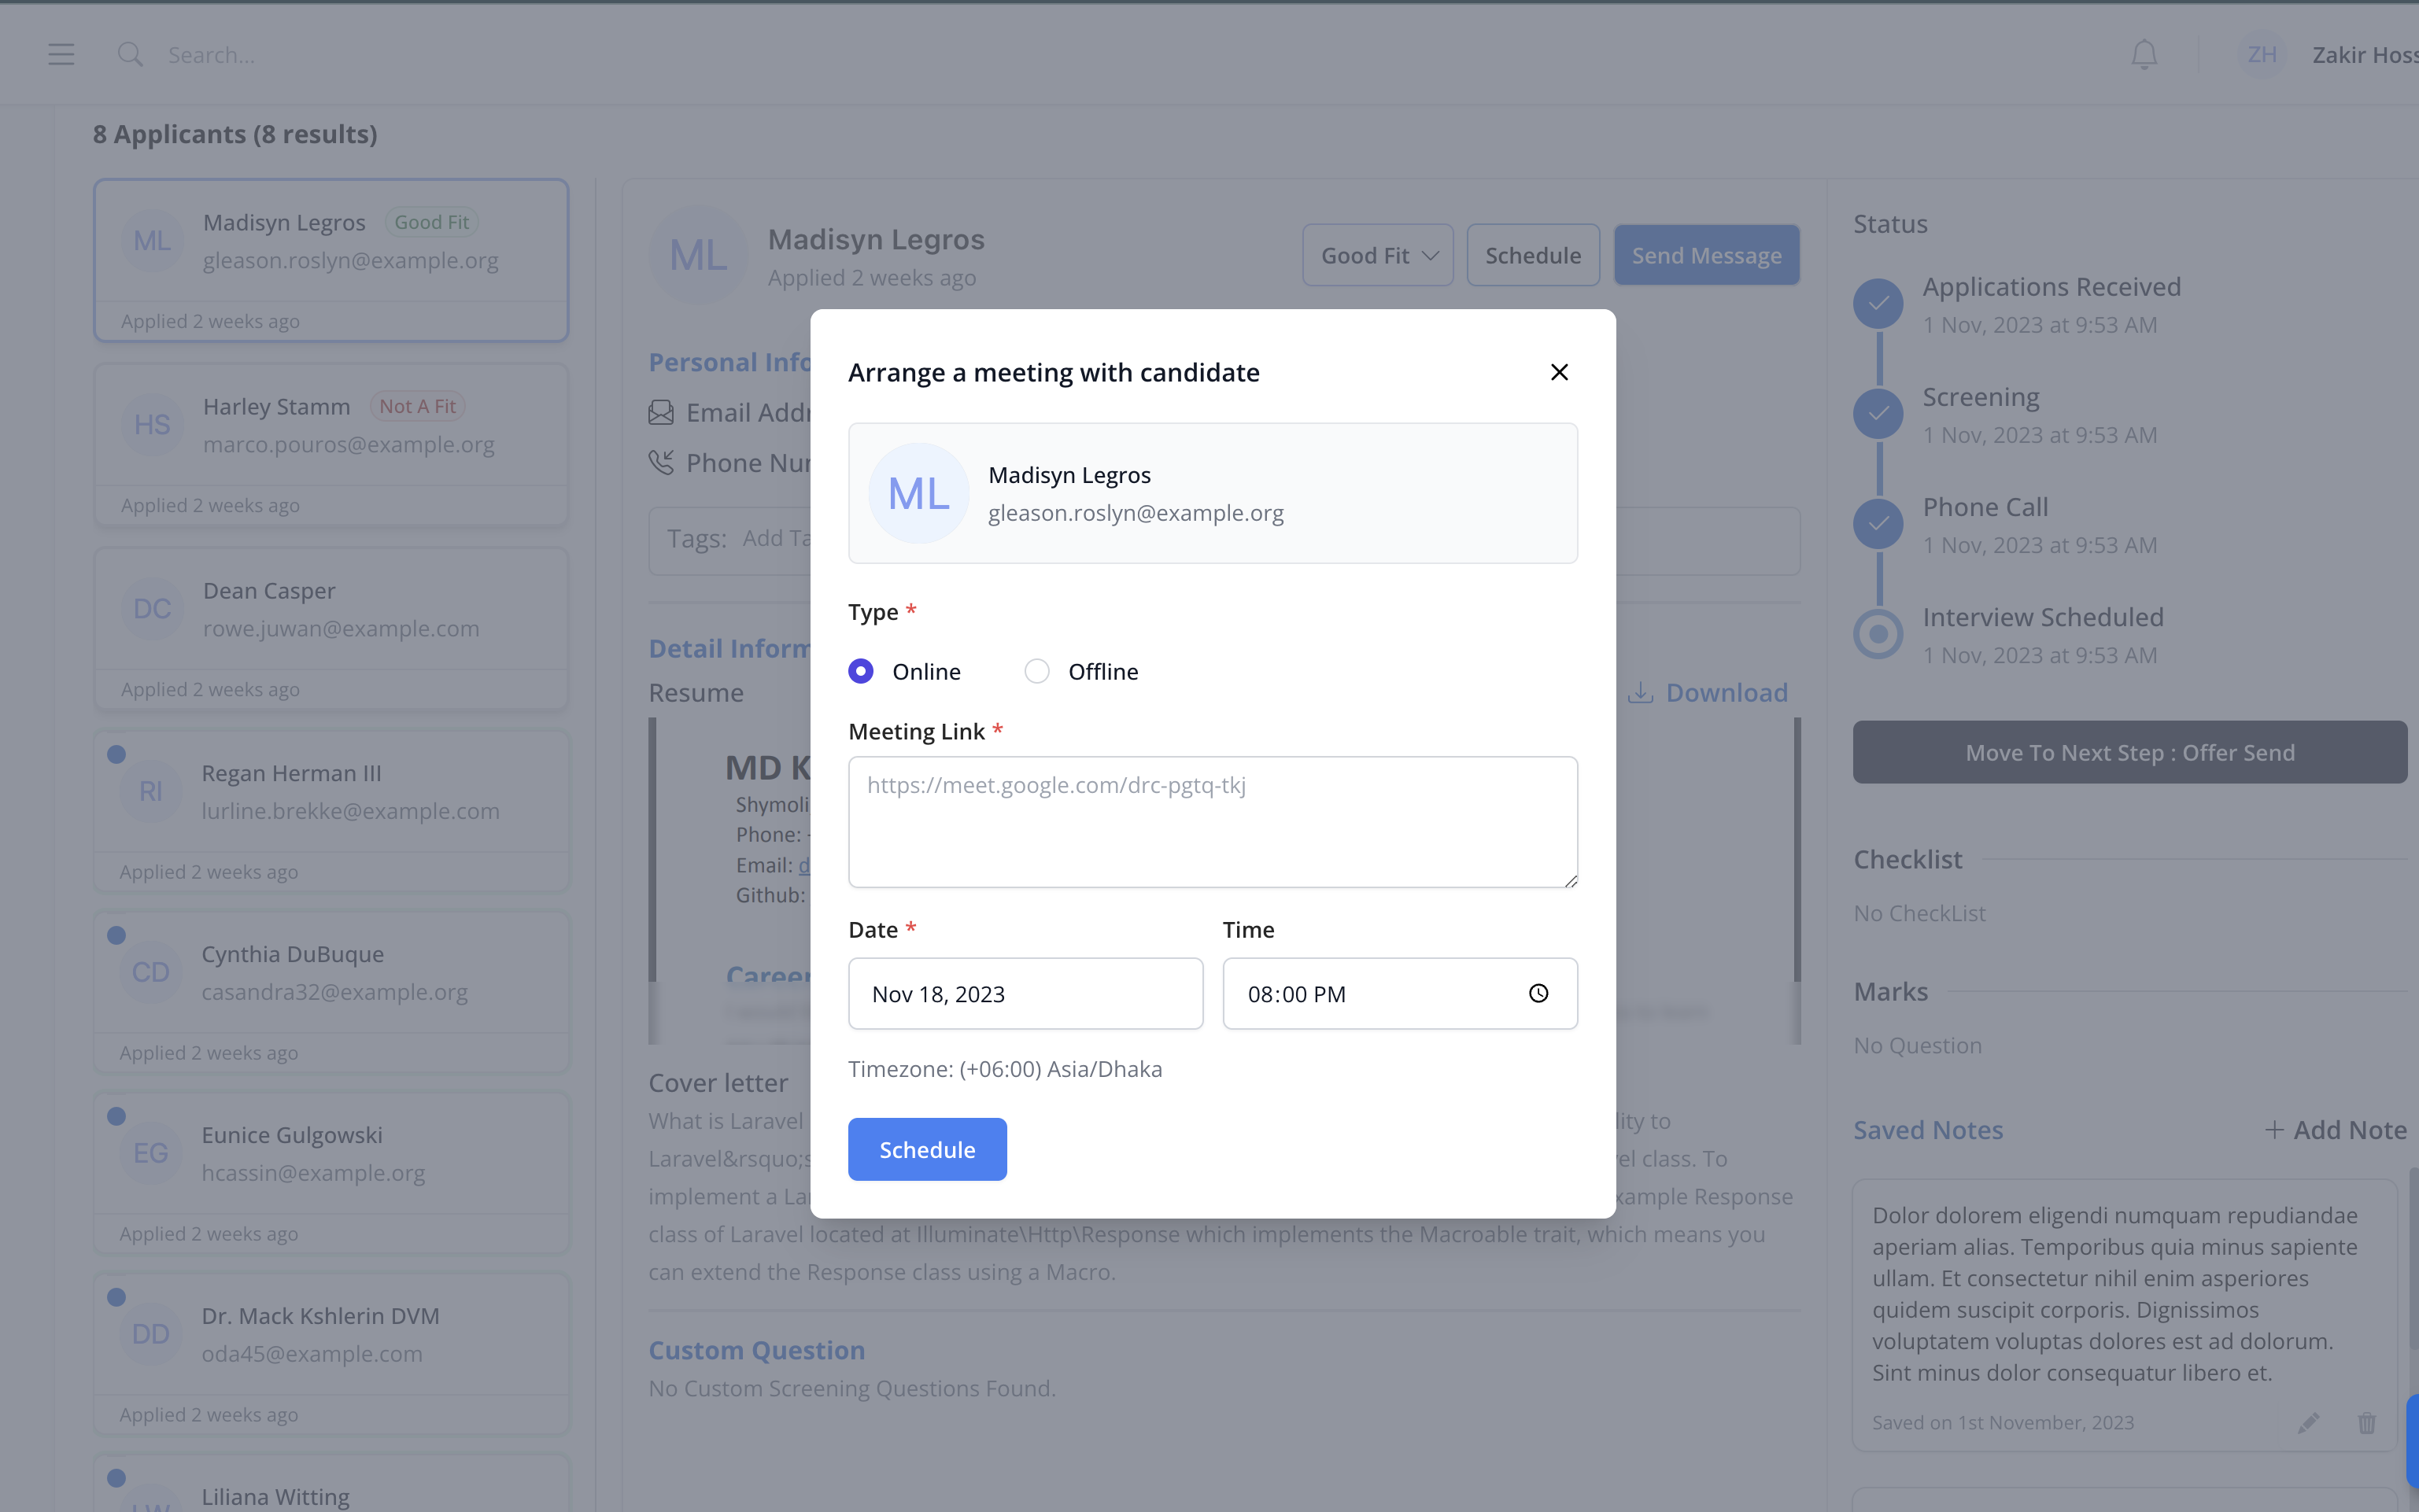 Search...
ZH
Zakir Hoss
8 Applicants (8 results)
ML
Madisyn Legros
Good Fit
gleason.roslyn@example.org
Applied 2 weeks ago
HS
Harley Stamm
Not A Fit
marco.pouros@example.org
Applied 2 weeks ago
DC
Dean Casper
rowe.juwan@example.com
Applied 2 weeks ago
RI
Regan Herman III
lurline.brekke@example.com
Applied 2 weeks ago
CD
Cynthia DuBuque
casandra32@example.org
Applied 2 weeks ago
EG
Eunice Gulgowski
hcassin@example.org
Applied 2 weeks ago
DD
Dr. Mack Kshlerin DVM
oda45@example.com
Applied 2 weeks ago
LW
Liliana Witting
ML
Madisyn Legros
Applied 2 weeks ago
Good Fit
Schedule
Send Message
Personal Info
Email Addr
Phone Nur
Tags: Add Ta
Detail Inform
Resume
Download
MD K
Shymoli
Phone:
Email: d
Github:
Career
Cover letter
What is Laravel
lity to
Laravel&rsquo;s
el class. To
implement a La
xample Response
class of Laravel located at Illuminate\Http\Response which implements the Macroable trait, which means you
can extend the Response class using a Macro.
Custom Question
No Custom Screening Questions Found.
Arrange a meeting with candidate
ML
Madisyn Legros
gleason.roslyn@example.org
Type *
Online
Offline
Meeting Link *
https://meet.google.com/drc-pgtq-tkj
Date *
Time
Nov 18, 2023
08:00 PM
Timezone: (+06:00) Asia/Dhaka
Schedule
Status
Applications Received
1 Nov, 2023 at 9:53 AM
Screening
1 Nov, 2023 at 9:53 AM
Phone Call
1 Nov, 2023 at 9:53 AM
Interview Scheduled
1 Nov, 2023 at 9:53 AM
Move To Next Step : Offer Send
Checklist
No CheckList
Marks
No Question
Saved Notes
+ Add Note
Dolor dolorem eligendi numquam repudiandae
aperiam alias. Temporibus quia minus sapiente
ullam. Et consectetur nihil enim asperiores
quidem suscipit corporis. Dignissimos
voluptatem voluptas dolores est ad dolorum.
Sint minus dolor consequatur libero et.
Saved on 1st November, 2023